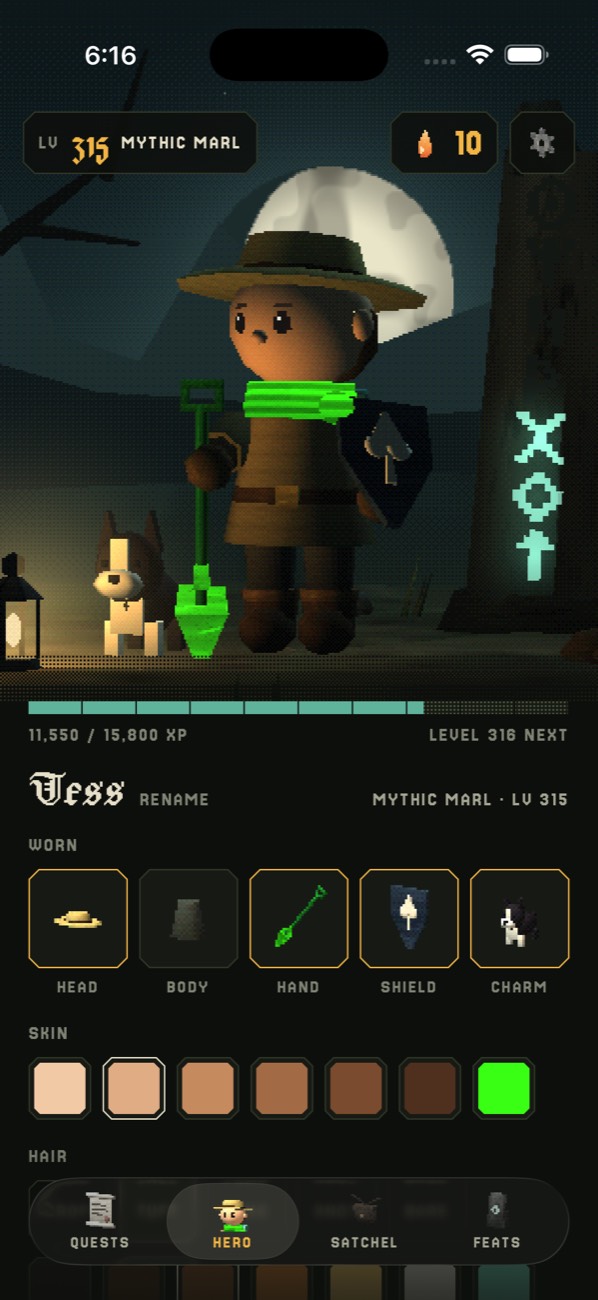 6:16
LV 315 MYTHIC MARL
10
11,550 / 15,800 XP
LEVEL 316 NEXT
Tess RENAME
MYTHIC MARL · LV 315
WORN
HEAD
BODY
HAND
SHIELD
CHARM
SKIN
HAIR
QUESTS
HERO
SATCHEL
FEATS